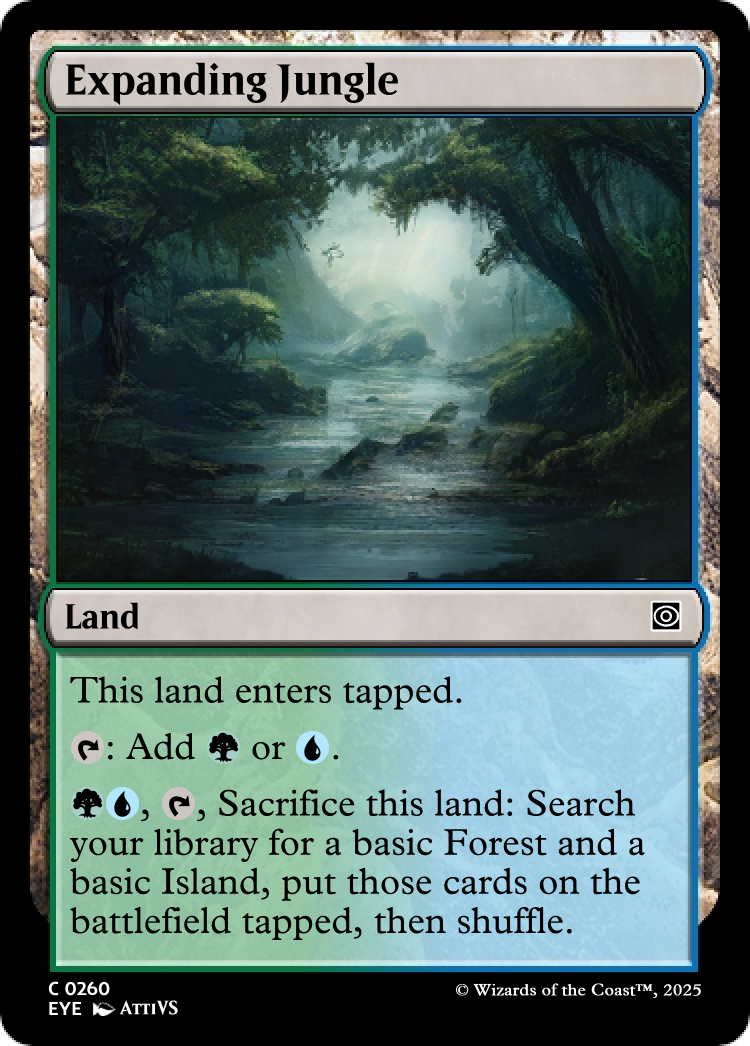 Expanding Jungle
Land
This land enters tapped.
: Add or .
, , Sacrifice this land: Search
your library for a basic Forest and a
basic Island, put those cards on the
battlefield tapped, then shuffle.
C 0260
EYE AttiVS
© Wizards of the Coast™, 2025